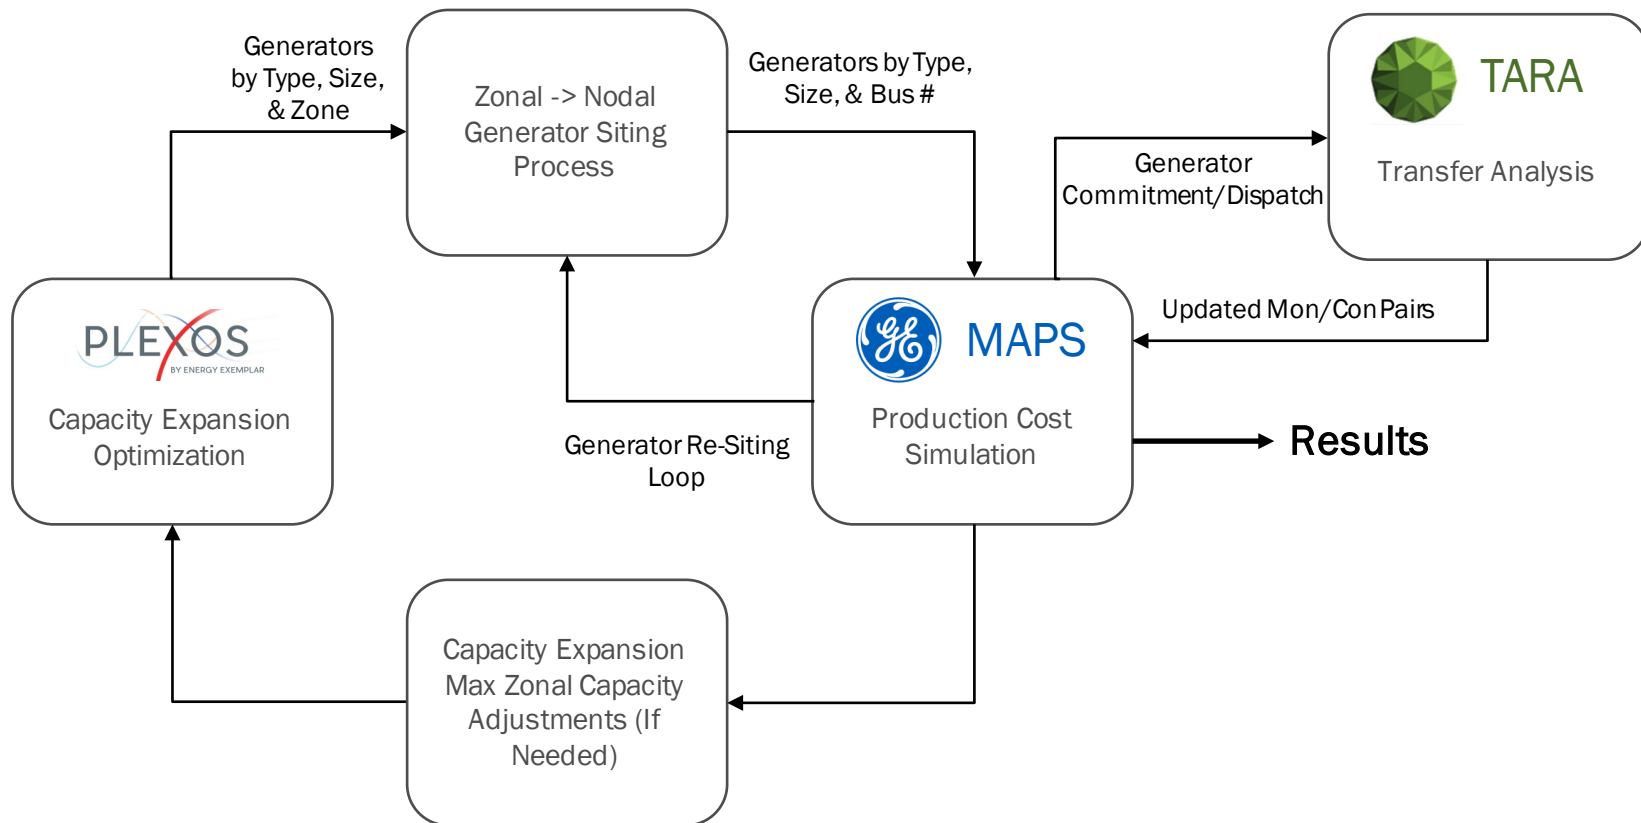 Generators
by Type, Size,
& Zone
Zonal -> Nodal
Generator Siting
Process
Generators by Type,
Size, & Bus #
TARA
Transfer Analysis
Generator
Commitment/Dispatch
Updated Mon/Con Pairs
PLEXOS
BY ENERGY EXEMPLAR
Capacity Expansion
Optimization
GE
MAPS
Production Cost
Simulation
Generator Re-Siting
Loop
Results
Capacity Expansion
Max Zonal Capacity
Adjustments (If
Needed)